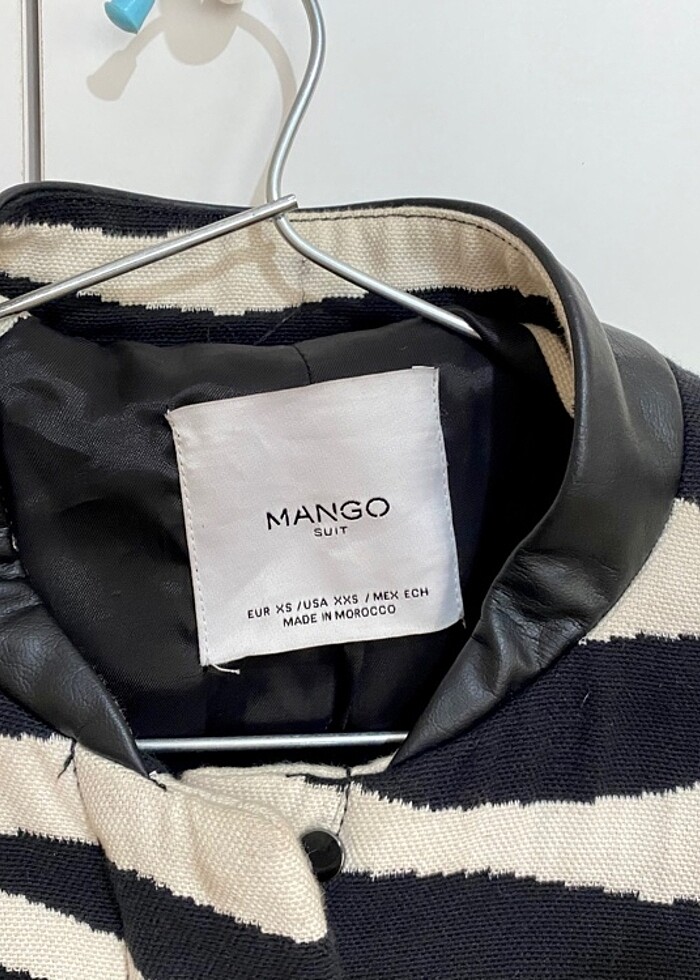 MANGO
SUIT
EUR XS / USA XXS / MEX ECH
MADE IN MOROCCO